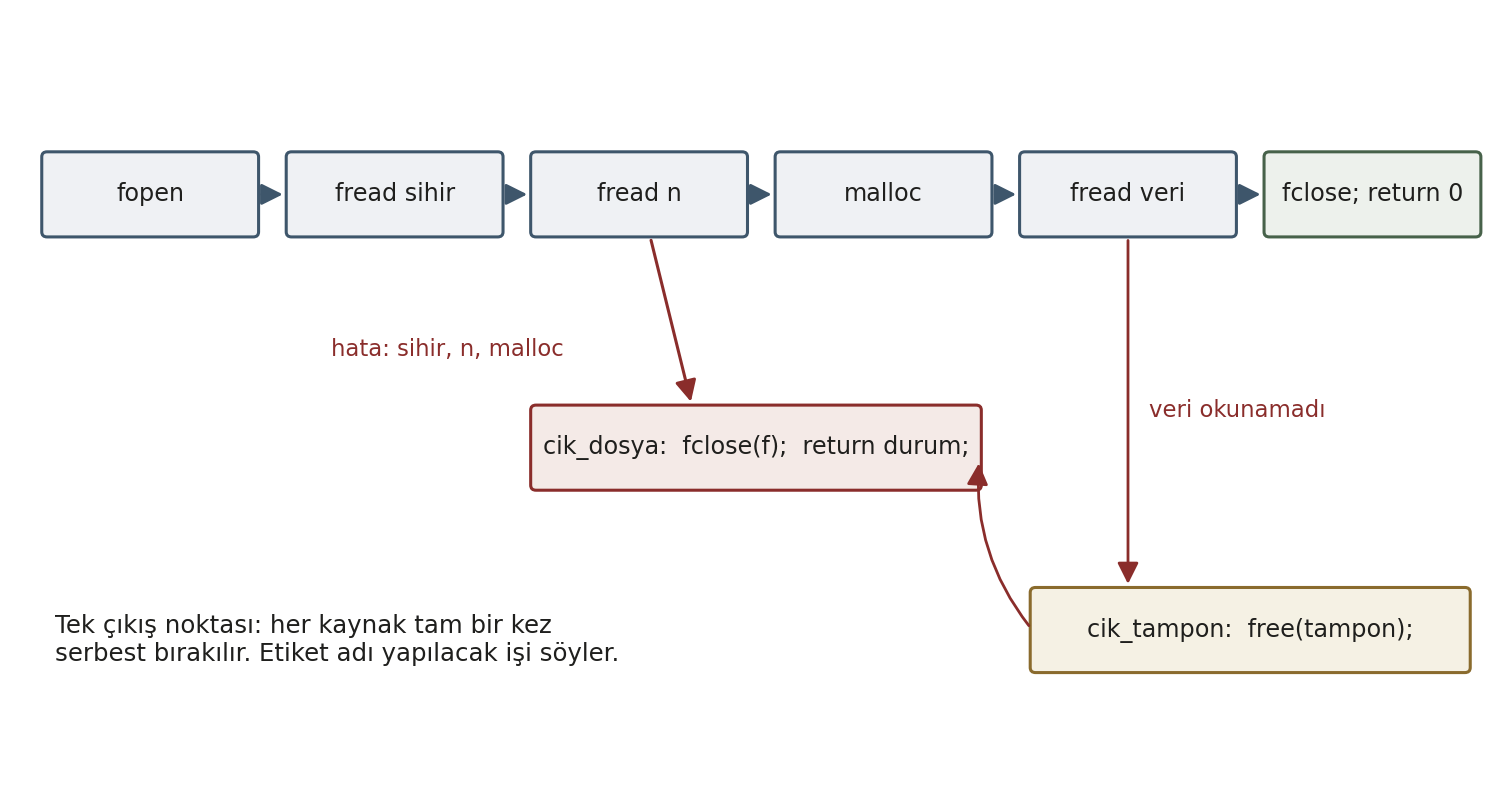 fopen
fread sihir
fread n
malloc
fread veri
fclose; return 0
hata: sihir, n, malloc
veri okunamadı
cik_dosya:  fclose(f);  return durum;
cik_tampon:  free(tampon);
Tek çıkış noktası: her kaynak tam bir kez
serbest bırakılır. Etiket adı yapılacak işi söyler.